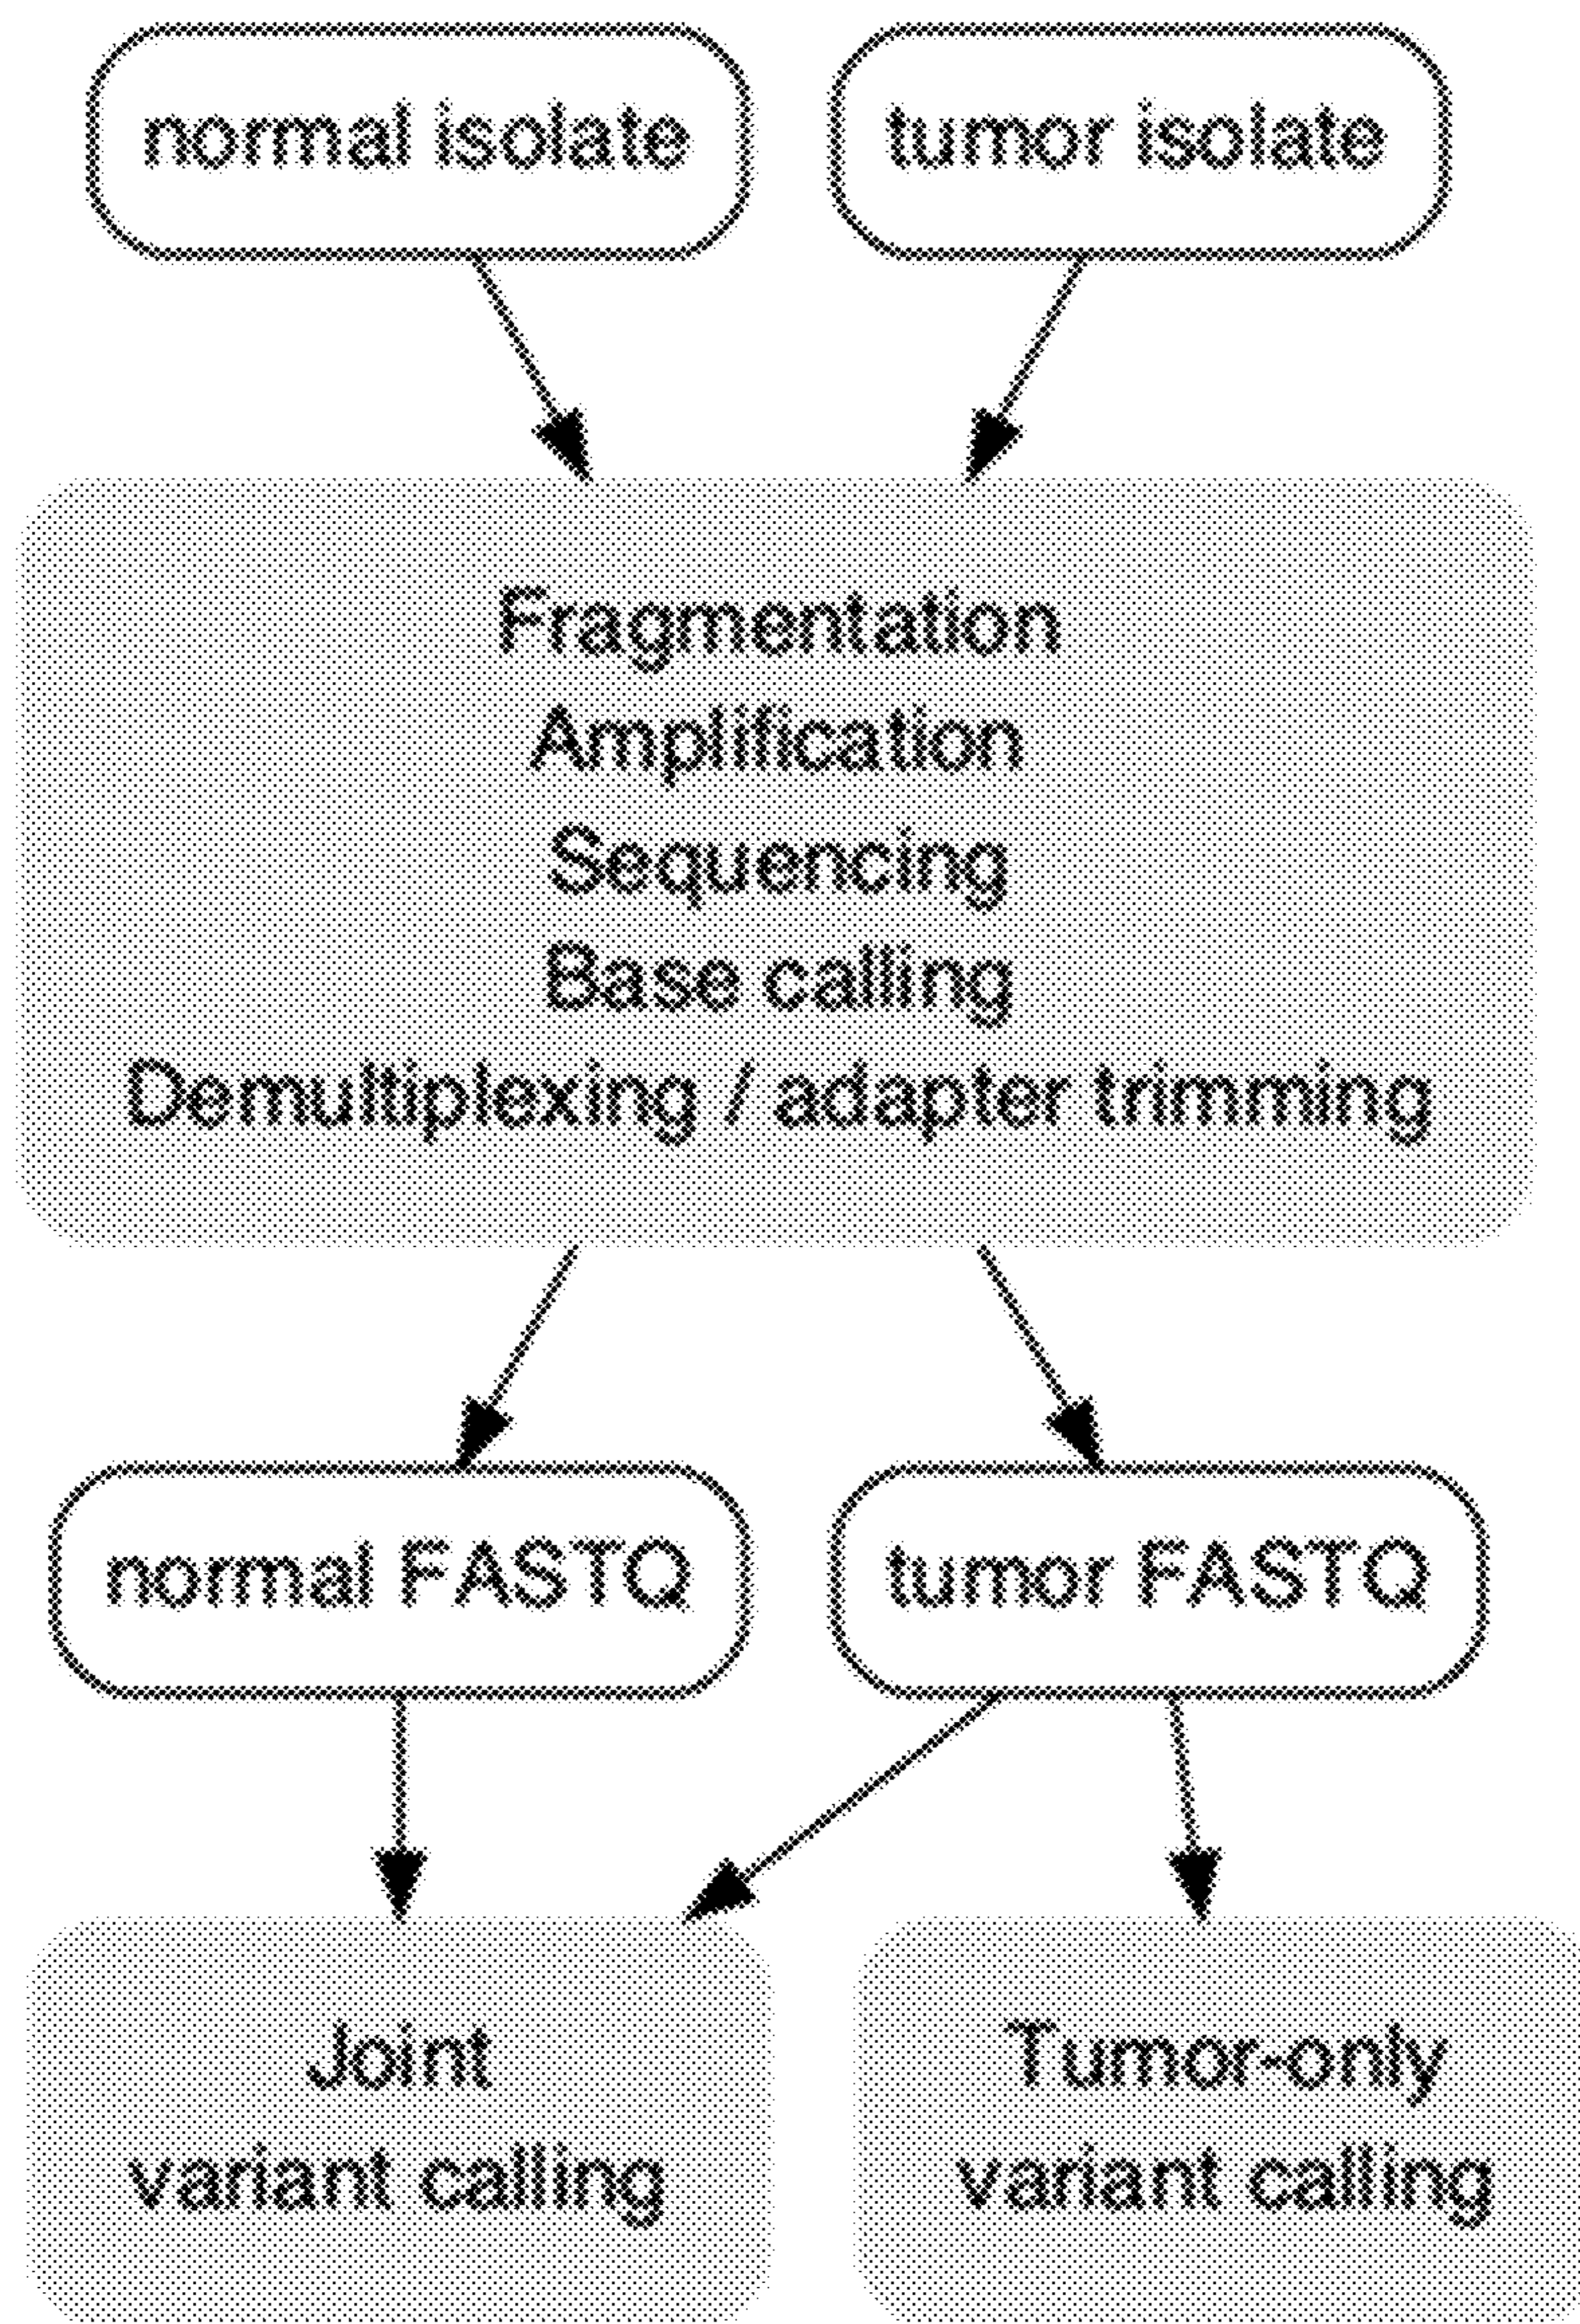 normal isolate
tumor isolate
Fragmentation
Amplification
Sequencing
Base calling
Demultiplexing / adapter trimming
normal FASTQ
tumor FASTQ
Joint
variant calling
Tumor-only
variant calling